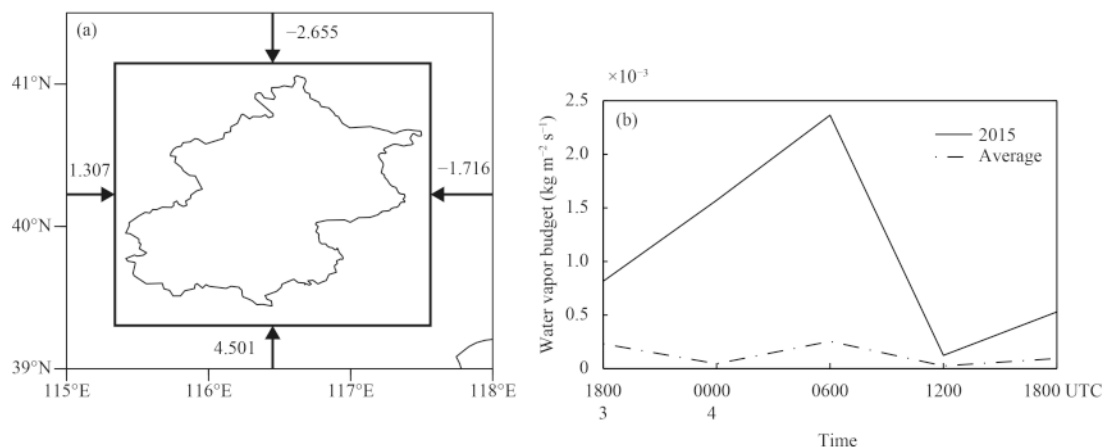 (a)
−2.655
41°N
1.307
−1.716
40°N
4.501
39°N
115°E 116°E 117°E 118°E
×10⁻³
(b)
2.5
2.0
1.5
1.0
0.5
0
Water vapor budget (kg m⁻² s⁻¹)
2015
Average
1800 0000 0600 1200 1800 UTC
3 4
Time